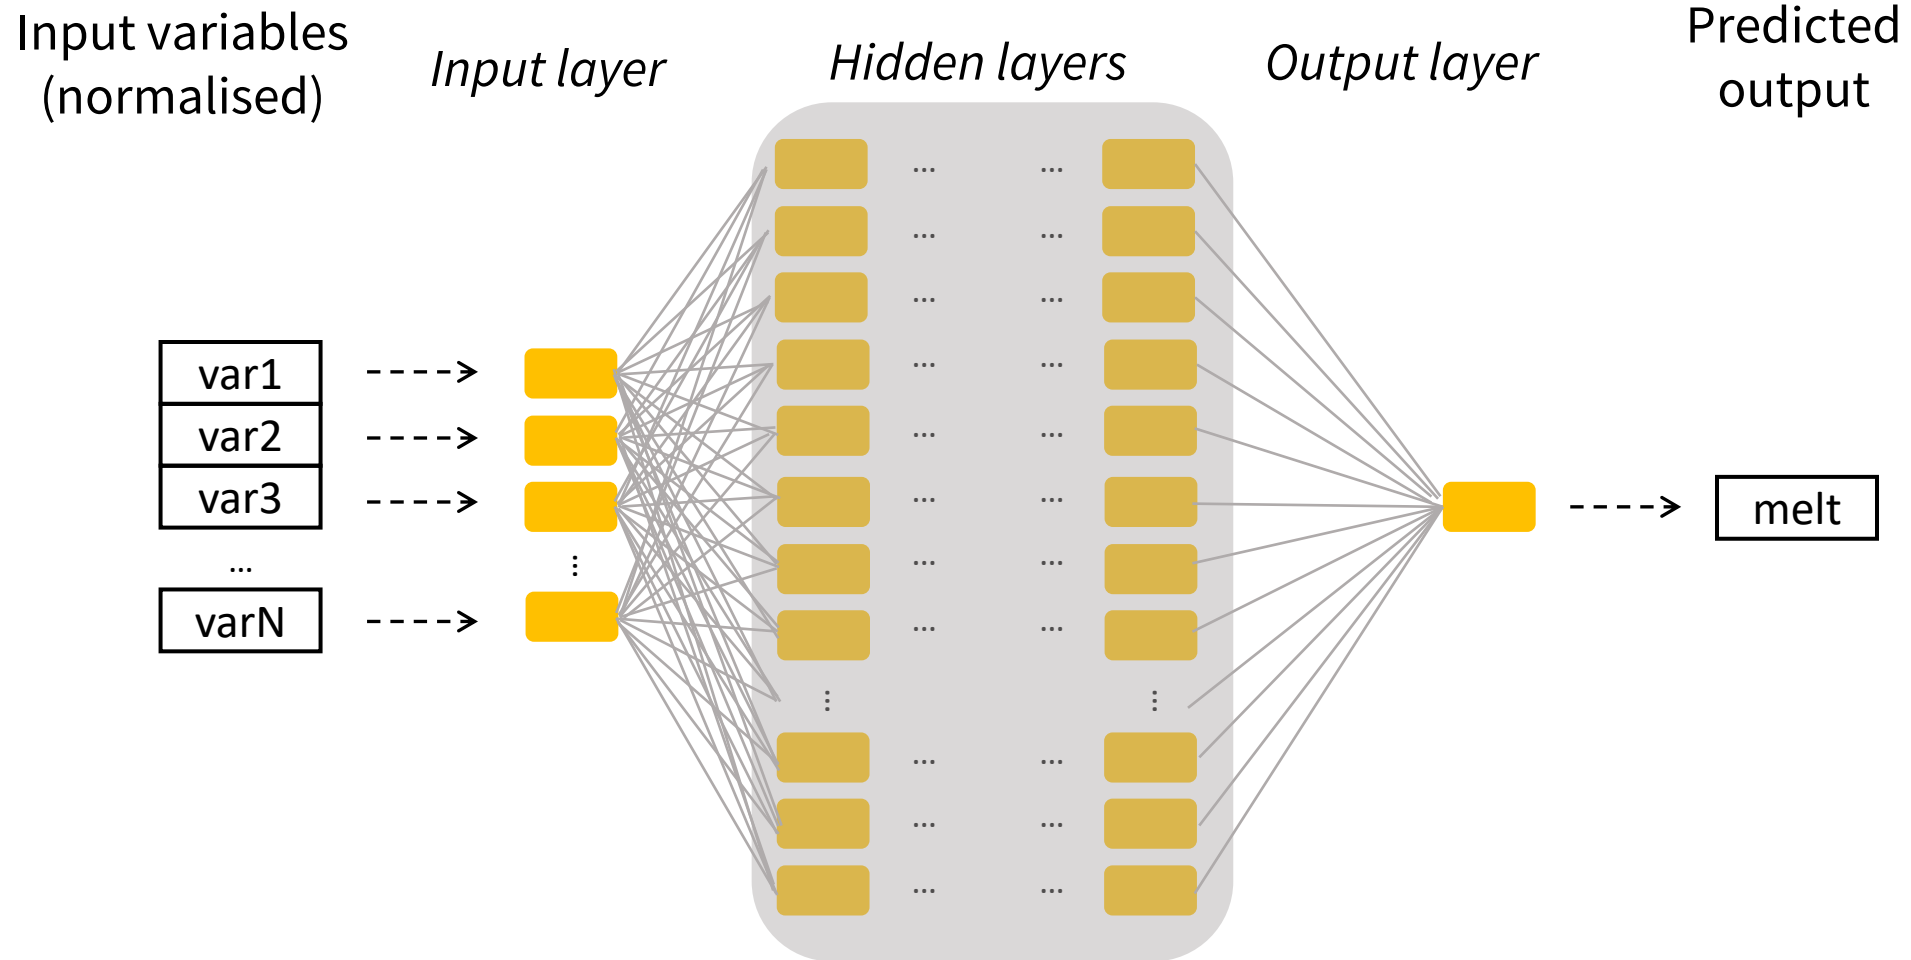 Input variables
(normalised)
Input layer
Hidden layers
Output layer
Predicted
output
var1
var2
var3
...
varN
melt